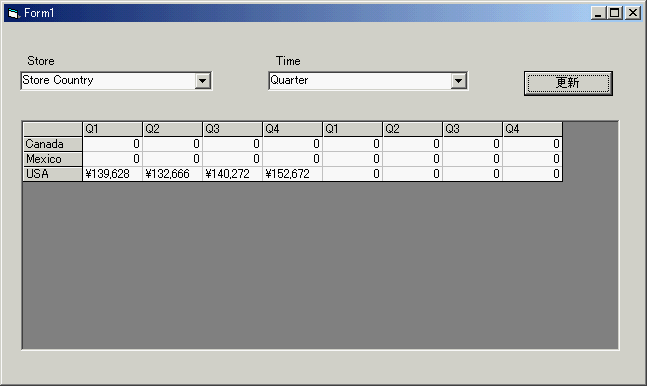 Form1
Store Time
Store Country Quarter 更新
Q1 Q2 Q3 Q4 Q1 Q2 Q3 Q4
Canada 0 0 0 0 0 0 0 0
Mexico 0 0 0 0 0 0 0 0
USA ¥139,628 ¥132,666 ¥140,272 ¥152,672 0 0 0 0